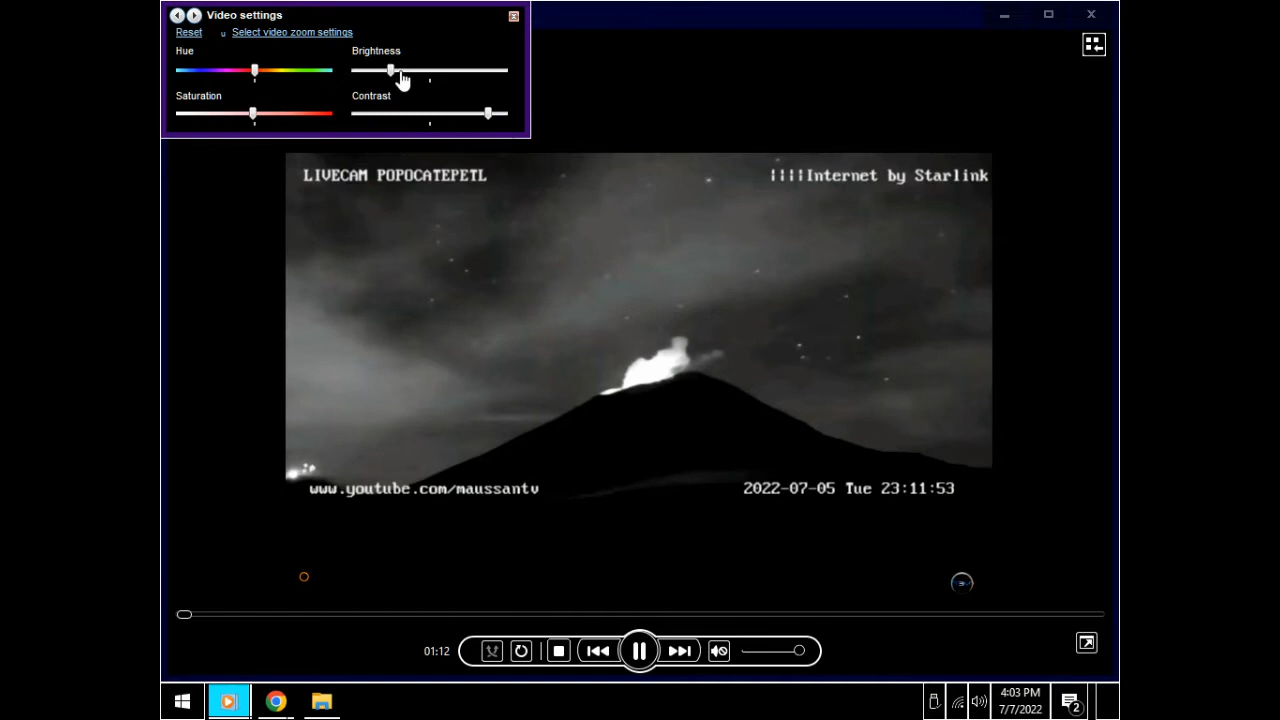 Video settings
Reset
Select video zoom settings
Hue
Brightness
Saturation
Contrast
LIVECAM POPOCATEPETL
Internet by Starlink
www.youtube.com/maussantv
2022-07-05 Tue 23:11:53
01:12
4:03 PM
7/7/2022
2